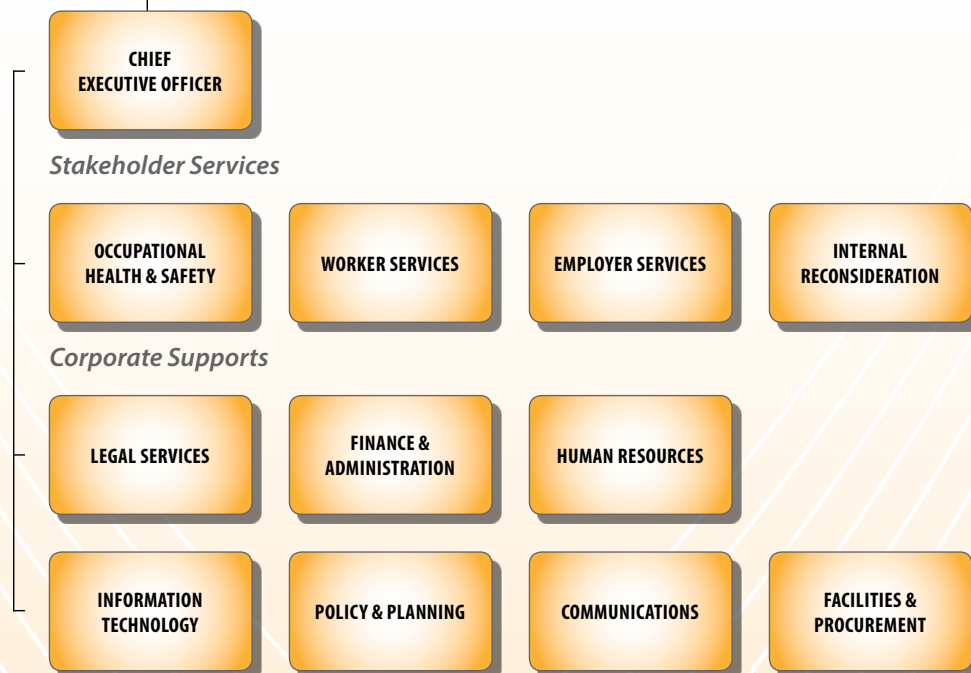 CHIEF
EXECUTIVE OFFICER
Stakeholder Services
OCCUPATIONAL
HEALTH & SAFETY
WORKER SERVICES
EMPLOYER SERVICES
INTERNAL
RECONSIDERATION
Corporate Supports
LEGAL SERVICES
FINANCE &
ADMINISTRATION
HUMAN RESOURCES
INFORMATION
TECHNOLOGY
POLICY & PLANNING
COMMUNICATIONS
FACILITIES &
PROCUREMENT